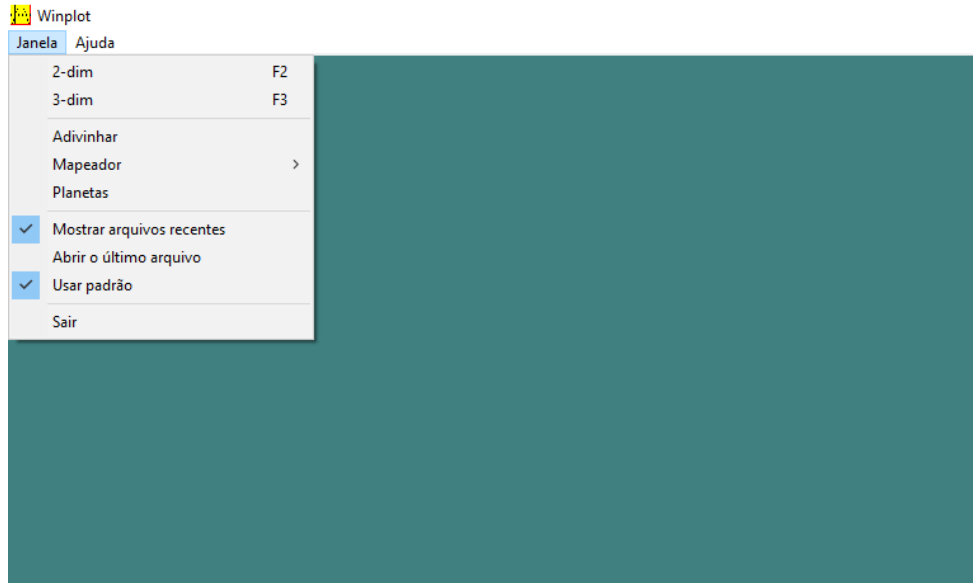 Winplot
Janela Ajuda
2-dim F2
3-dim F3
Adivinhar
Mapeador
Planetas
Mostrar arquivos recentes
Abrir o último arquivo
Usar padrão
Sair